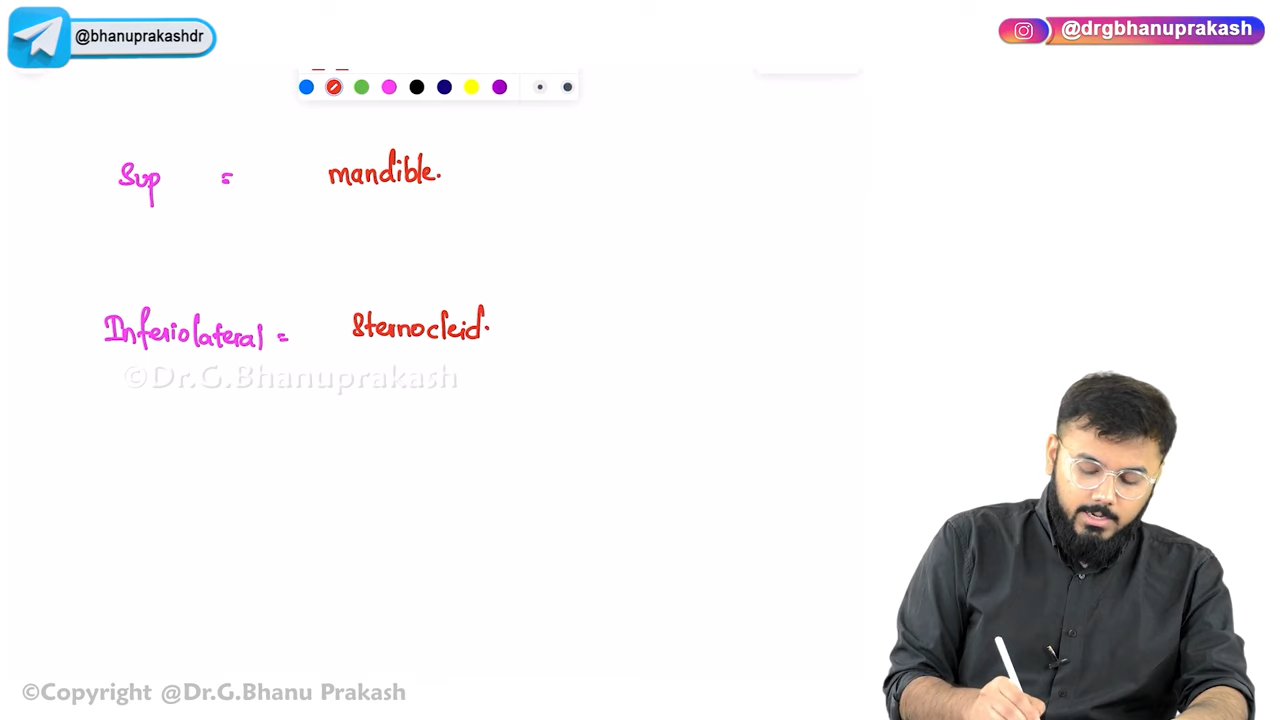 @bhanuprakashdr
@drgbhanuprakash
Sup = mandible.
Inferiolateral = Sternocleid.
©Dr.G.Bhanuprakash
©Copyright @Dr.G.Bhanu Prakash